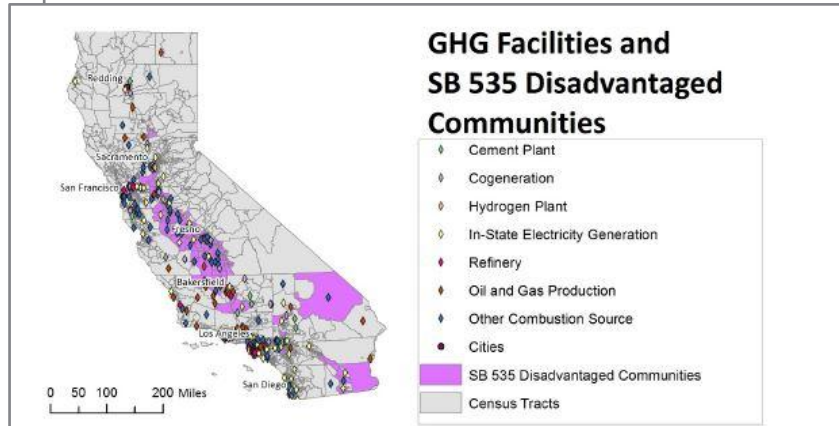 GHG Facilities and
SB 535 Disadvantaged
Communities
Cement Plant
Cogeneration
Hydrogen Plant
In-State Electricity Generation
Refinery
Oil and Gas Production
Other Combustion Source
Cities
SB 535 Disadvantaged Communities
Census Tracts
Redding
Sacramento
San Francisco
Fresno
Bakersfield
Los Angeles
San Diego
0 50 100 200 Miles